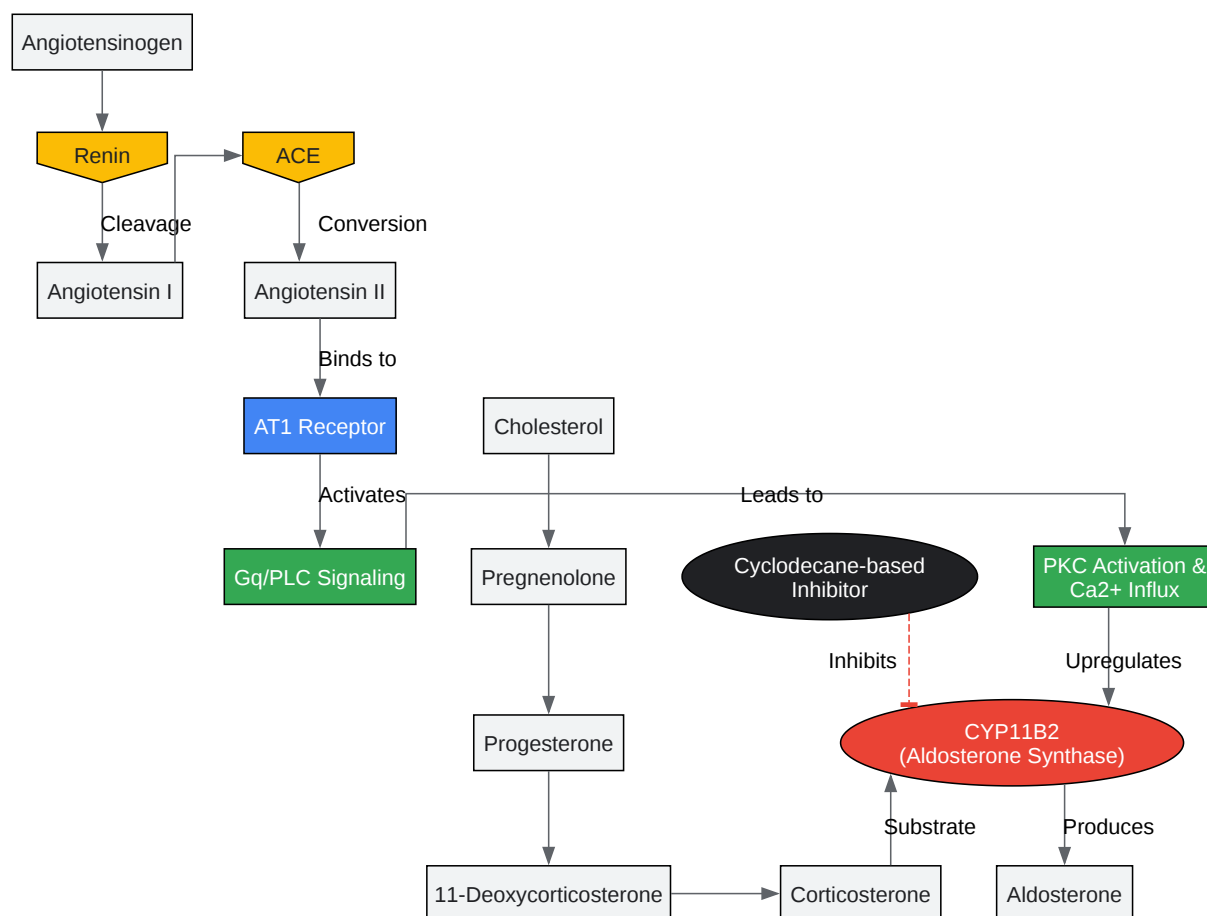 Angiotensinogen
Renin
ACE
Cleavage
Conversion
Angiotensin I
Angiotensin II
Binds to
AT1 Receptor
Cholesterol
Activates
Leads to
Gq/PLC Signaling
Pregnenolone
Cyclodecane-based
Inhibitor
PKC Activation &
Ca2+ Influx
Inhibits
Upregulates
Progesterone
CYP11B2
(Aldosterone Synthase)
Substrate
Produces
11-Deoxycorticosterone
Corticosterone
Aldosterone